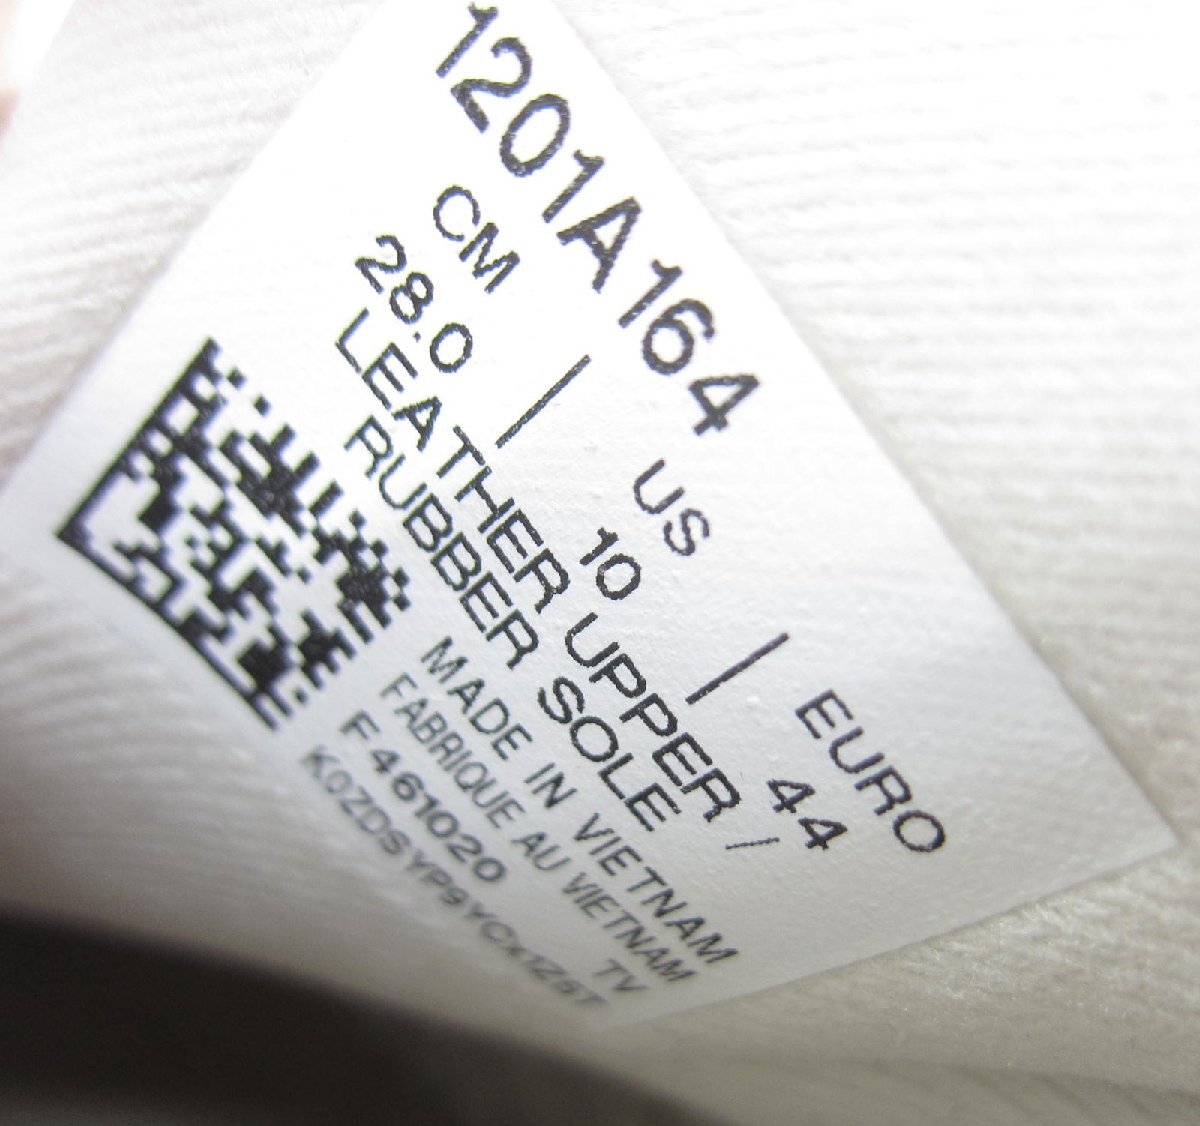 1201A164
CM | US | EURO
28.0 10 44
LEATHER UPPER /
RUBBER SOLE
MADE IN VIETNAM
FABRIQUE AU VIETNAM
F461020 TV